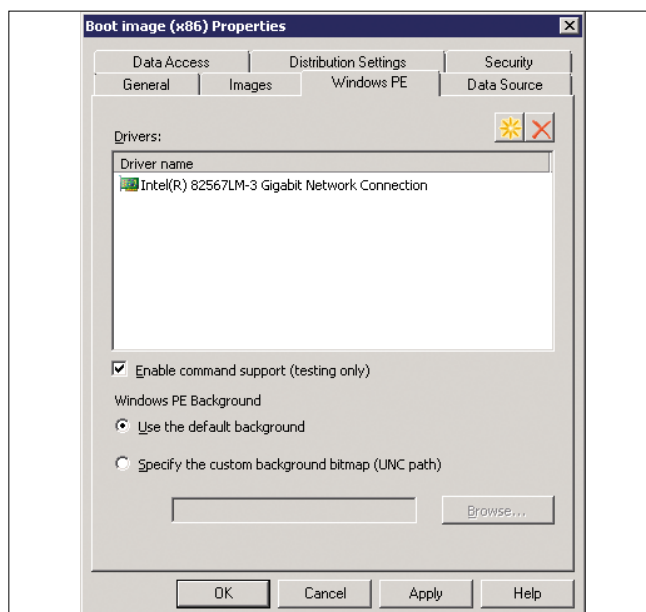 Boot image (x86) Properties
Data Access Distribution Settings Security
General Images Windows PE Data Source
Drivers:
Driver name
Intel(R) 82567LM-3 Gigabit Network Connection
Enable command support (testing only)
Windows PE Background
Use the default background
Specify the custom background bitmap (UNC path)
Browse...
OK Cancel Apply Help